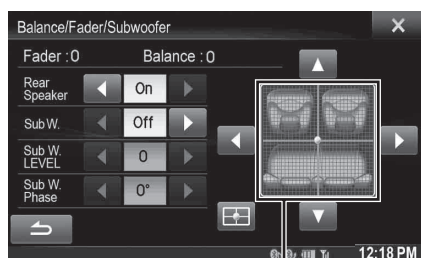 Balance/Fader/Subwoofer
Fader : 0 Balance : 0
Rear Speaker On
Sub W. Off
Sub W. LEVEL 0
Sub W. Phase 0°
12:18 PM